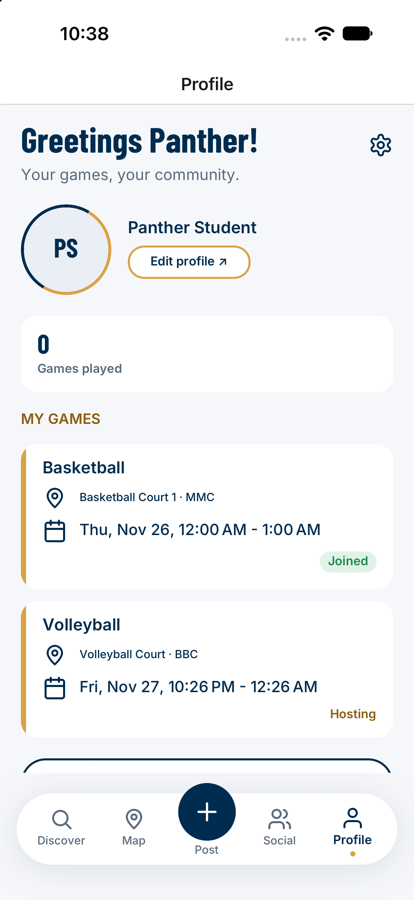 10:38
Profile
Greetings Panther!
Your games, your community.
PS
Panther Student
Edit profile ↗
0
Games played
MY GAMES
Basketball
Basketball Court 1 · MMC
Thu, Nov 26, 12:00 AM - 1:00 AM
Joined
Volleyball
Volleyball Court · BBC
Fri, Nov 27, 10:26 PM - 12:26 AM
Hosting
Discover
Map
Post
Social
Profile